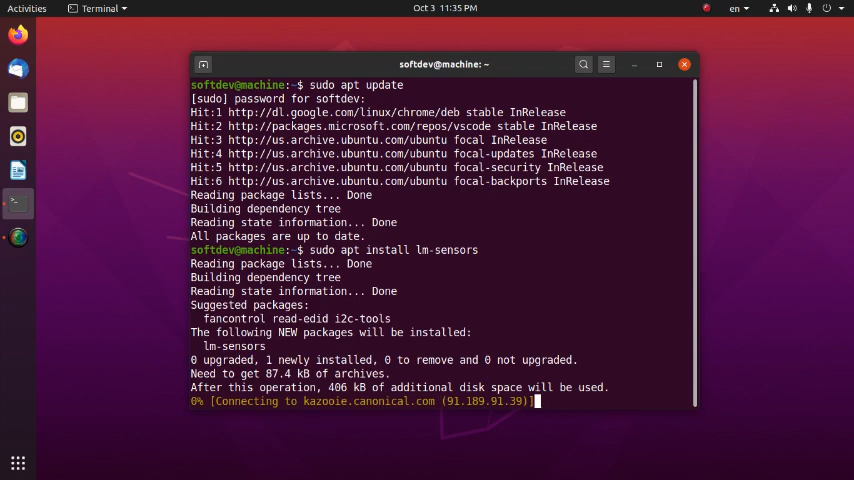 Activities
Terminal
Oct 3 11:35 PM
en
softdev@machine: ~
softdev@machine:~$ sudo apt update
[sudo] password for softdev:
Hit:1 http://dl.google.com/linux/chrome/deb stable InRelease
Hit:2 http://packages.microsoft.com/repos/vscode stable InRelease
Hit:3 http://us.archive.ubuntu.com/ubuntu focal InRelease
Hit:4 http://us.archive.ubuntu.com/ubuntu focal-updates InRelease
Hit:5 http://us.archive.ubuntu.com/ubuntu focal-security InRelease
Hit:6 http://us.archive.ubuntu.com/ubuntu focal-backports InRelease
Reading package lists... Done
Building dependency tree
Reading state information... Done
All packages are up to date.
softdev@machine:~$ sudo apt install lm-sensors
Reading package lists... Done
Building dependency tree
Reading state information... Done
Suggested packages:
  fancontrol read-edid i2c-tools
The following NEW packages will be installed:
  lm-sensors
0 upgraded, 1 newly installed, 0 to remove and 0 not upgraded.
Need to get 87.4 kB of archives.
After this operation, 406 kB of additional disk space will be used.
0% [Connecting to kazooie.canonical.com (91.189.91.39)]